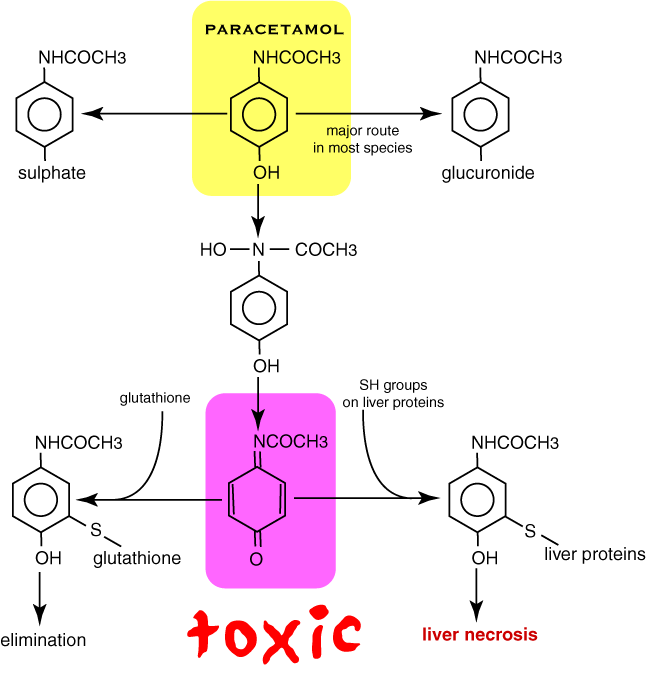 PARACETAMOL
NHCOCH3
NHCOCH3
NHCOCH3
major route
in most species
sulphate
OH
glucuronide
HO
N
COCH3
OH
glutathione
SH groups
on liver proteins
NHCOCH3
NCOCH3
NHCOCH3
S
glutathione
OH
O
S
liver proteins
OH
elimination
toxic
liver necrosis